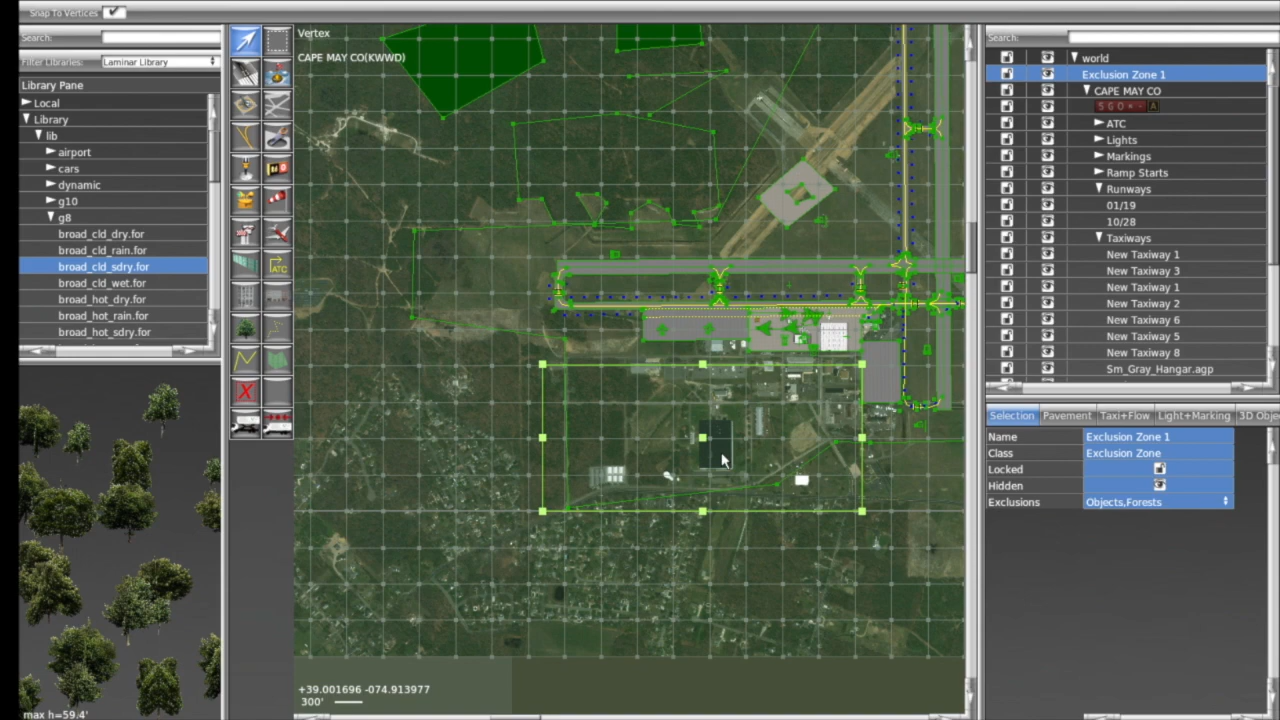 Snap To Vertices
Search:
Filter Libraries: Laminar Library
Library Pane
Local
Library
lib
airport
cars
dynamic
g10
g8
broad_cld_dry.for
broad_cld_rain.for
broad_cld_sdry.for
broad_cld_wet.for
broad_hot_dry.for
broad_hot_rain.for
broad_hot_sdry.for
max h=59.4'
ATC
Vertex
CAPE MAY CO(KWWD)
+39.001696 -074.913977
300'
Search:
world
Exclusion Zone 1
CAPE MAY CO
S G O * - A
ATC
Lights
Markings
Ramp Starts
Runways
01/19
10/28
Taxiways
New Taxiway 1
New Taxiway 3
New Taxiway 1
New Taxiway 2
New Taxiway 6
New Taxiway 5
New Taxiway 8
Sm_Gray_Hangar.agp
Selection Pavement Taxi+Flow Light+Marking 3D Obje
Name Exclusion Zone 1
Class Exclusion Zone
Locked
Hidden
Exclusions Objects,Forests